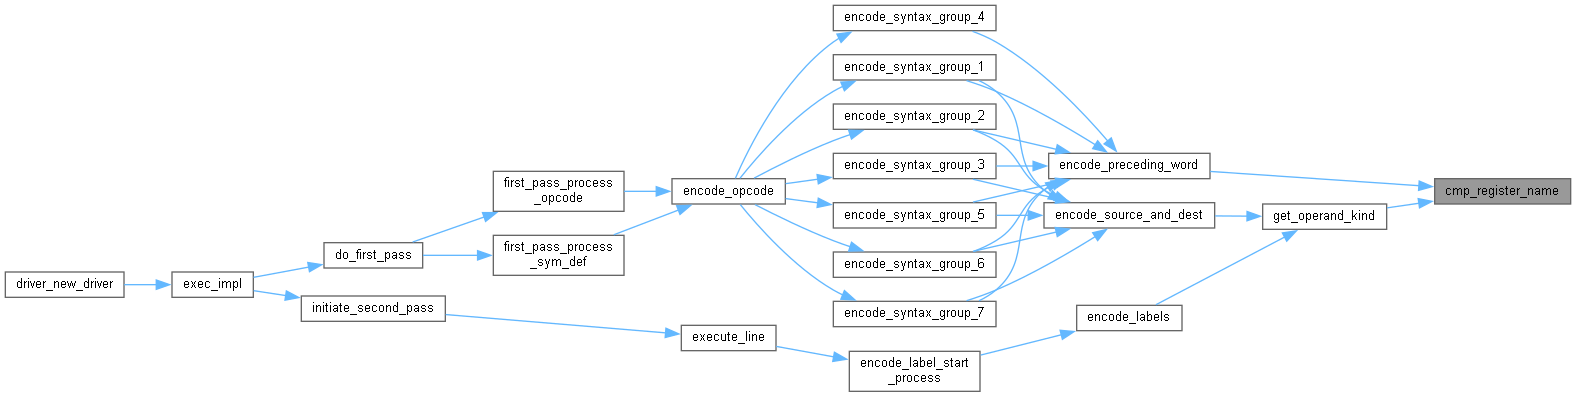 encode_syntax_group_4
encode_syntax_group_1
encode_syntax_group_2
encode_syntax_group_3
encode_preceding_word
first_pass_process
_opcode
encode_opcode
cmp_register_name
encode_syntax_group_5
encode_source_and_dest
get_operand_kind
do_first_pass
first_pass_process
_sym_def
encode_syntax_group_6
driver_new_driver
exec_impl
initiate_second_pass
encode_syntax_group_7
encode_labels
execute_line
encode_label_start
_process